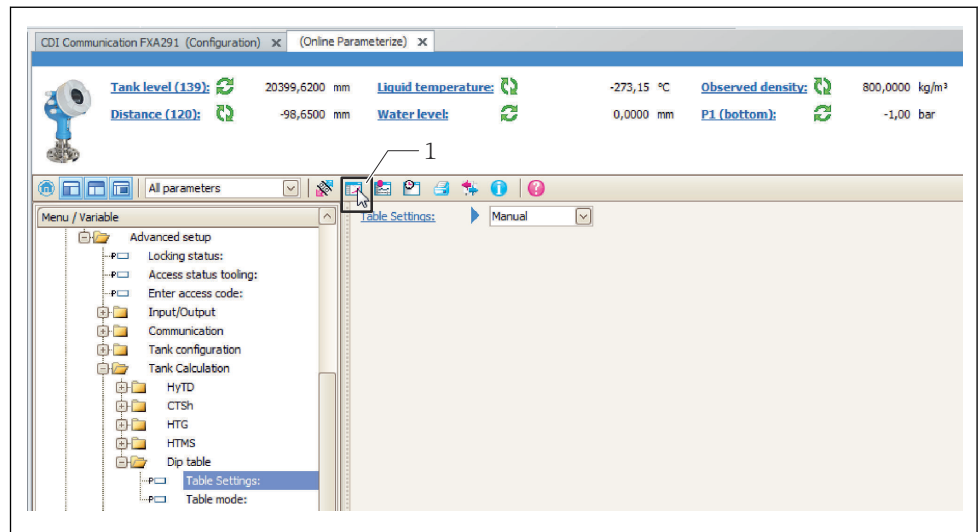 CDI Communication FXA291 (Configuration) x (Online Parameterize) x
Tank level (139): 20399,6200 mm Liquid temperature: -273,15 °C Observed density: 800,0000 kg/m³
Distance (120): -98,6500 mm Water level: 0,0000 mm P1 (bottom): -1,00 bar
1
All parameters
Menu / Variable
Table Settings: Manual
Advanced setup
Locking status:
Access status tooling:
Enter access code:
Input/Output
Communication
Tank configuration
Tank Calculation
HyTD
CTSh
HTG
HTMS
Dip table
Table Settings:
Table mode: